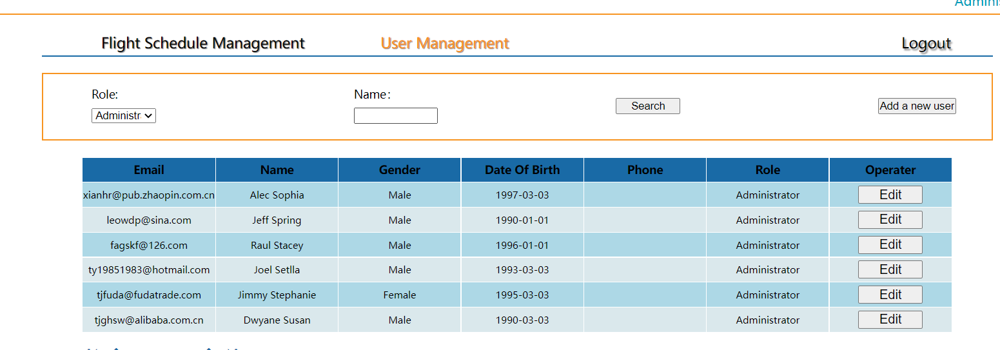 Flight Schedule Management User Management Logout
Role: Name: 
Administr Search Add a new user
Email Name Gender Date Of Birth Phone Role Operater
xianhr@pub.zhaopin.com.cn Alec Sophia Male 1997-03-03 Administrator Edit
leowdp@sina.com Jeff Spring Male 1990-01-01 Administrator Edit
fagskf@126.com Raul Stacey Male 1996-01-01 Administrator Edit
ty19851983@hotmail.com Joel Setlla Male 1993-03-03 Administrator Edit
tjfuda@fudatrade.com Jimmy Stephanie Female 1995-03-03 Administrator Edit
tjghsw@alibaba.com.cn Dwyane Susan Male 1990-03-03 Administrator Edit